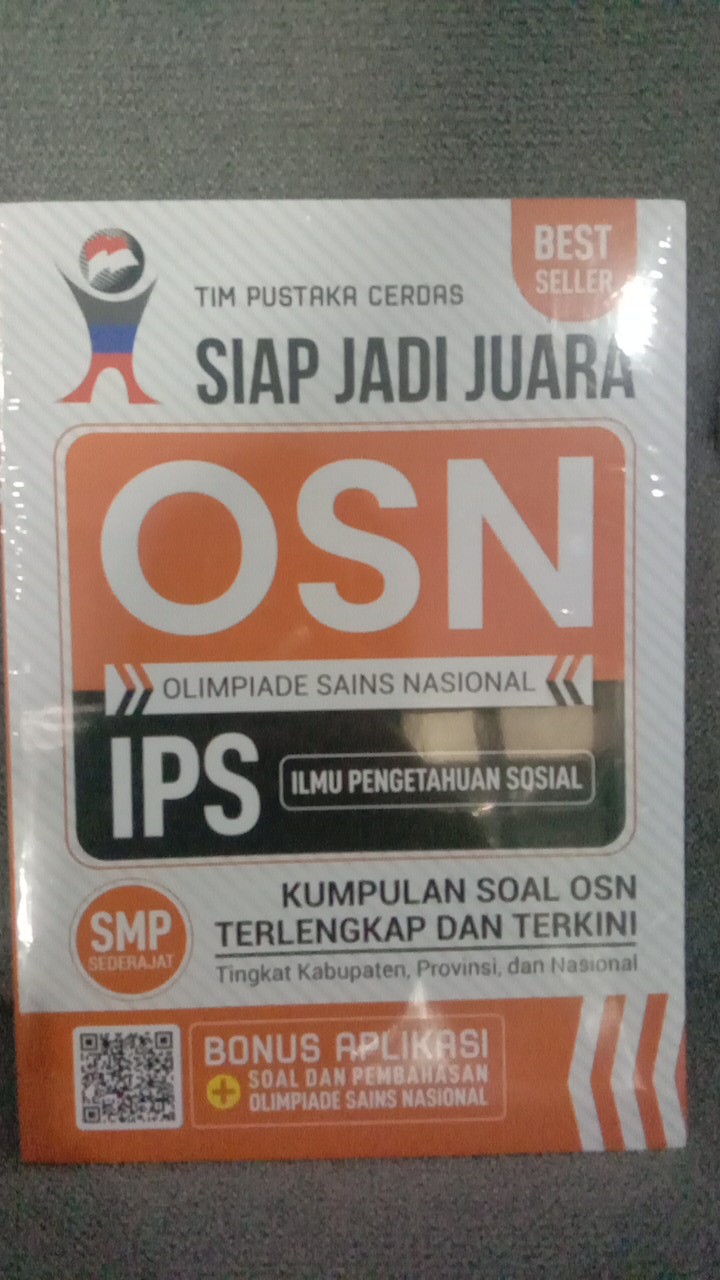 BEST
SELLER
TIM PUSTAKA CERDAS
SIAP JADI JUARA
OSN
OLIMPIADE SAINS NASIONAL
IPS
ILMU PENGETAHUAN SOSIAL
SMP
SEDERAJAT
KUMPULAN SOAL OSN
TERLENGKAP DAN TERKINI
Tingkat Kabupaten, Provinsi, dan Nasional
BONUS APLIKASI
+ SOAL DAN PEMBAHASAN
OLIMPIADE SAINS NASIONAL